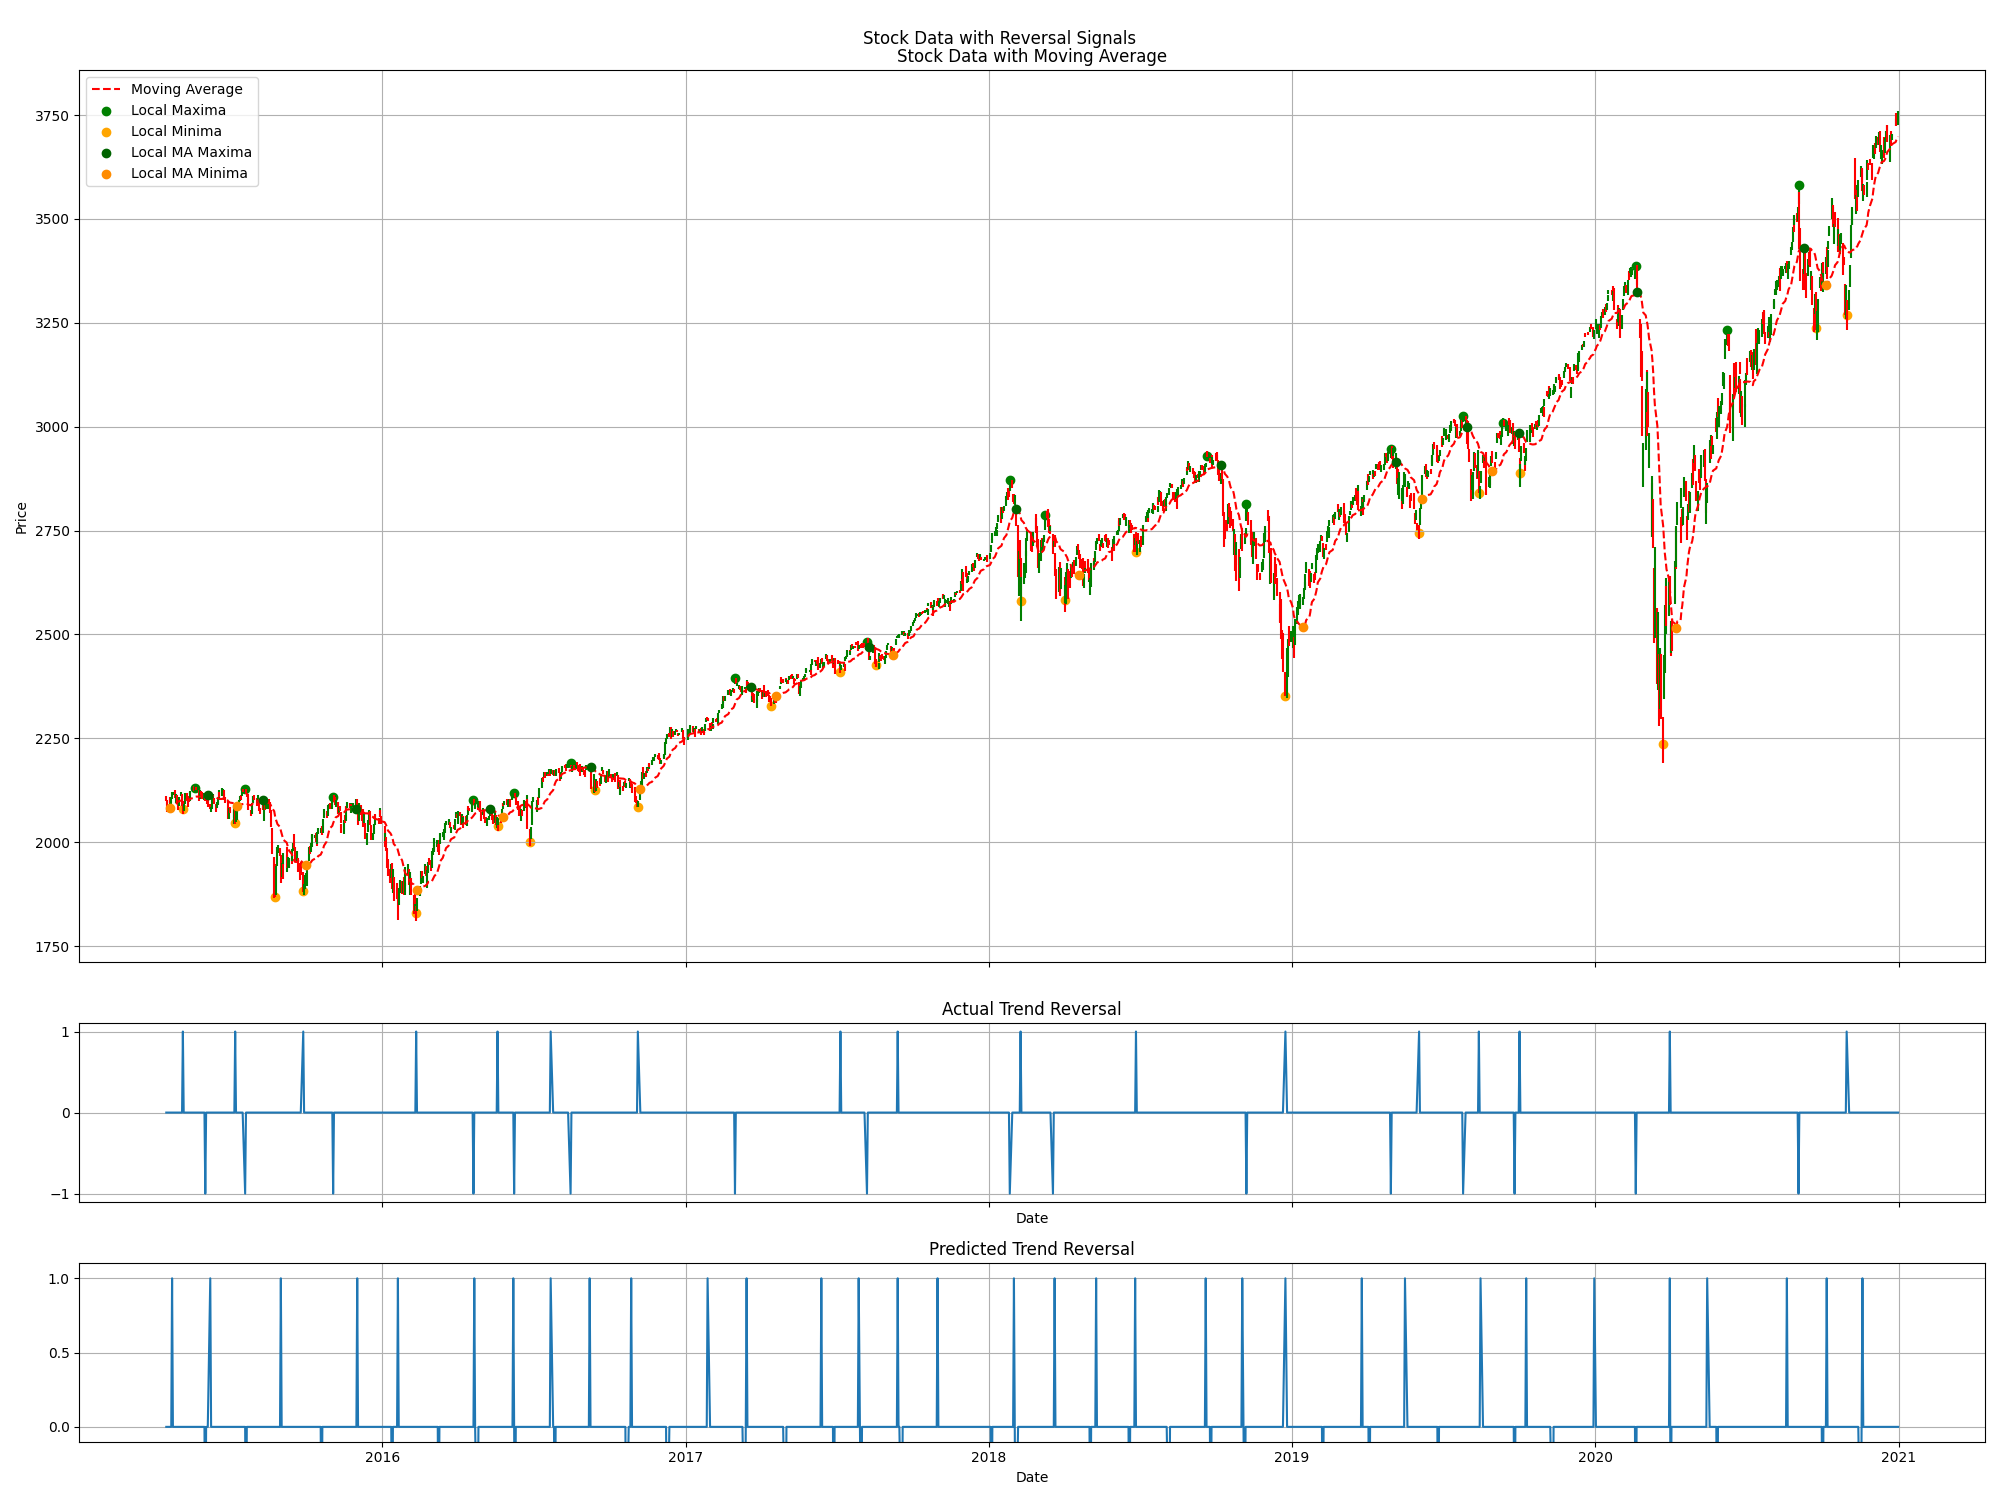 Stock Data with Reversal Signals
Stock Data with Moving Average
Moving Average
Local Maxima
Local Minima
Local MA Maxima
Local MA Minima
Price
3750
3500
3250
3000
2750
2500
2250
2000
1750
Actual Trend Reversal
1
0
−1
Date
Predicted Trend Reversal
1.0
0.5
0.0
2016
2017
2018
2019
2020
2021
Date